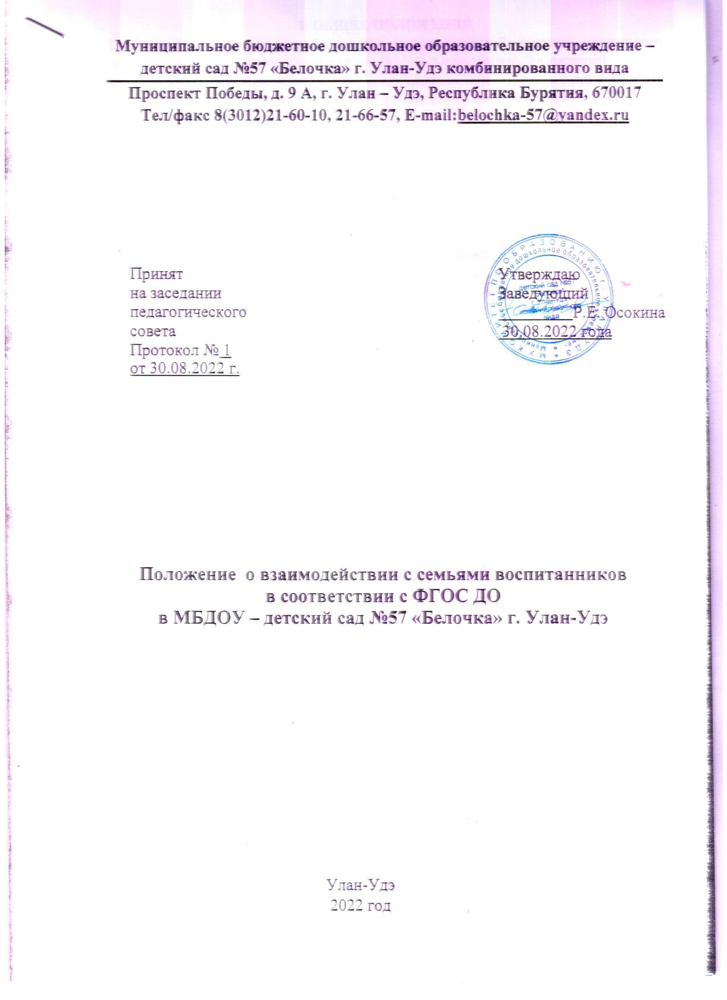 Муниципальное бюджетное дошкольное образовательное учреждение –
детский сад №57 «Белочка» г. Улан-Удэ комбинированного вида
Проспект Победы, д. 9 А, г. Улан – Удэ, Республика Бурятия, 670017
Тел/факс 8(3012)21-60-10, 21-66-57, E-mail:belochka-57@yandex.ru
Принят
на заседании
педагогического
совета
Протокол № 1
от 30.08.2022 г.
Утверждаю
Заведующий
Р.Е. Осокина
30.08.2022 года
КОМИТЕТ ПО ОБРАЗОВАНИЮ г. УЛАН-УДЭ * МУ
Муниципальное бюджетное дошкольное образовательное учреждение-
детский сад №57
"Белочка"
г. Улан-Удэ
комбинированного
вида
Положение о взаимодействии с семьями воспитанников
в соответствии с ФГОС ДО
в МБДОУ – детский сад №57 «Белочка» г. Улан-Удэ
Улан-Удэ
2022 год